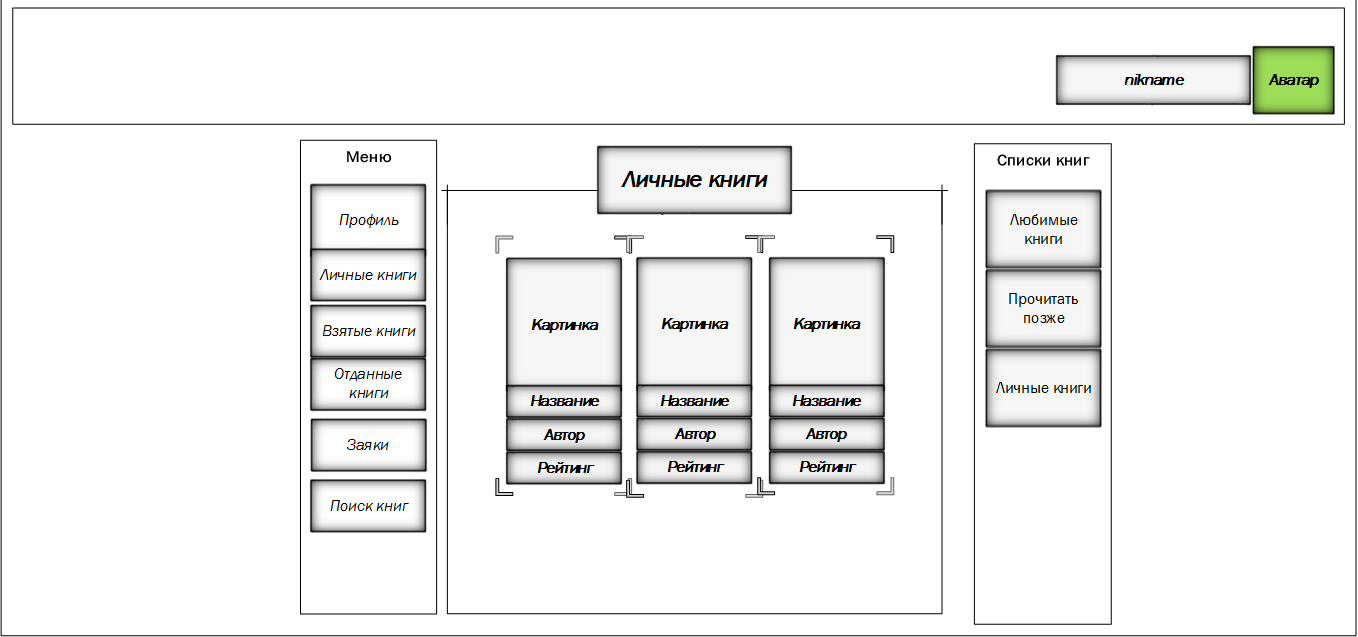 nikname
Аватар
Меню
Профиль
Личные книги
Взятые книги
Отданные
книги
Заяки
Поиск книг
Личные книги
Картинка
Название
Автор
Рейтинг
Картинка
Название
Автор
Рейтинг
Картинка
Название
Автор
Рейтинг
Списки книг
Любимые
книги
Прочитать
позже
Личные книги